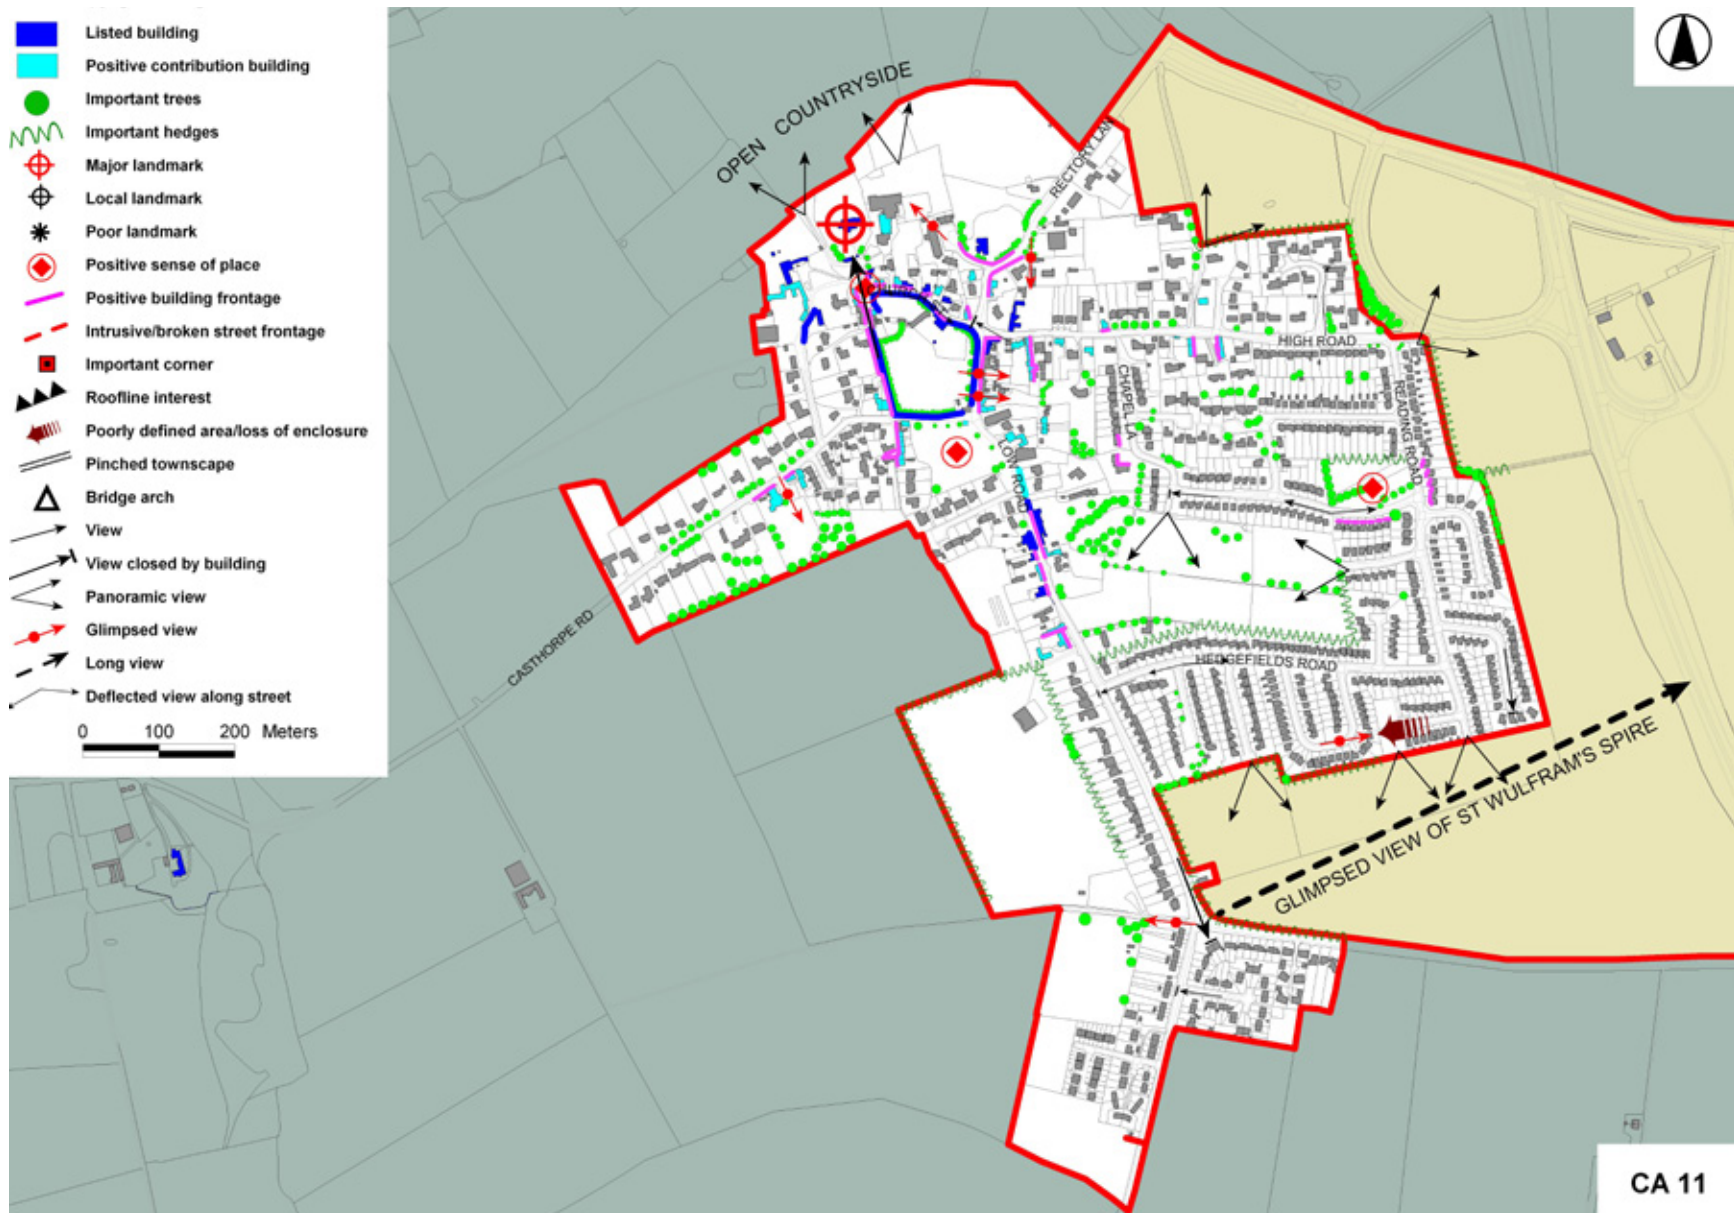 Listed building
Positive contribution building
Important trees
Important hedges
Major landmark
Local landmark
Poor landmark
Positive sense of place
Positive building frontage
Intrusive/broken street frontage
Important corner
Roofline interest
Poorly defined area/loss of enclosure
Pinched townscape
Bridge arch
View
View closed by building
Panoramic view
Glimpsed view
Long view
Deflected view along street
0 100 200 Meters
OPEN COUNTRYSIDE
RECTORY LAN
HIGH ROAD
CHAPEL LA
READING ROAD
LOW ROAD
CASTHORPE RD
HEDGEFIELDS ROAD
GLIMPSED VIEW OF ST WULFRAM'S SPIRE
CA 11